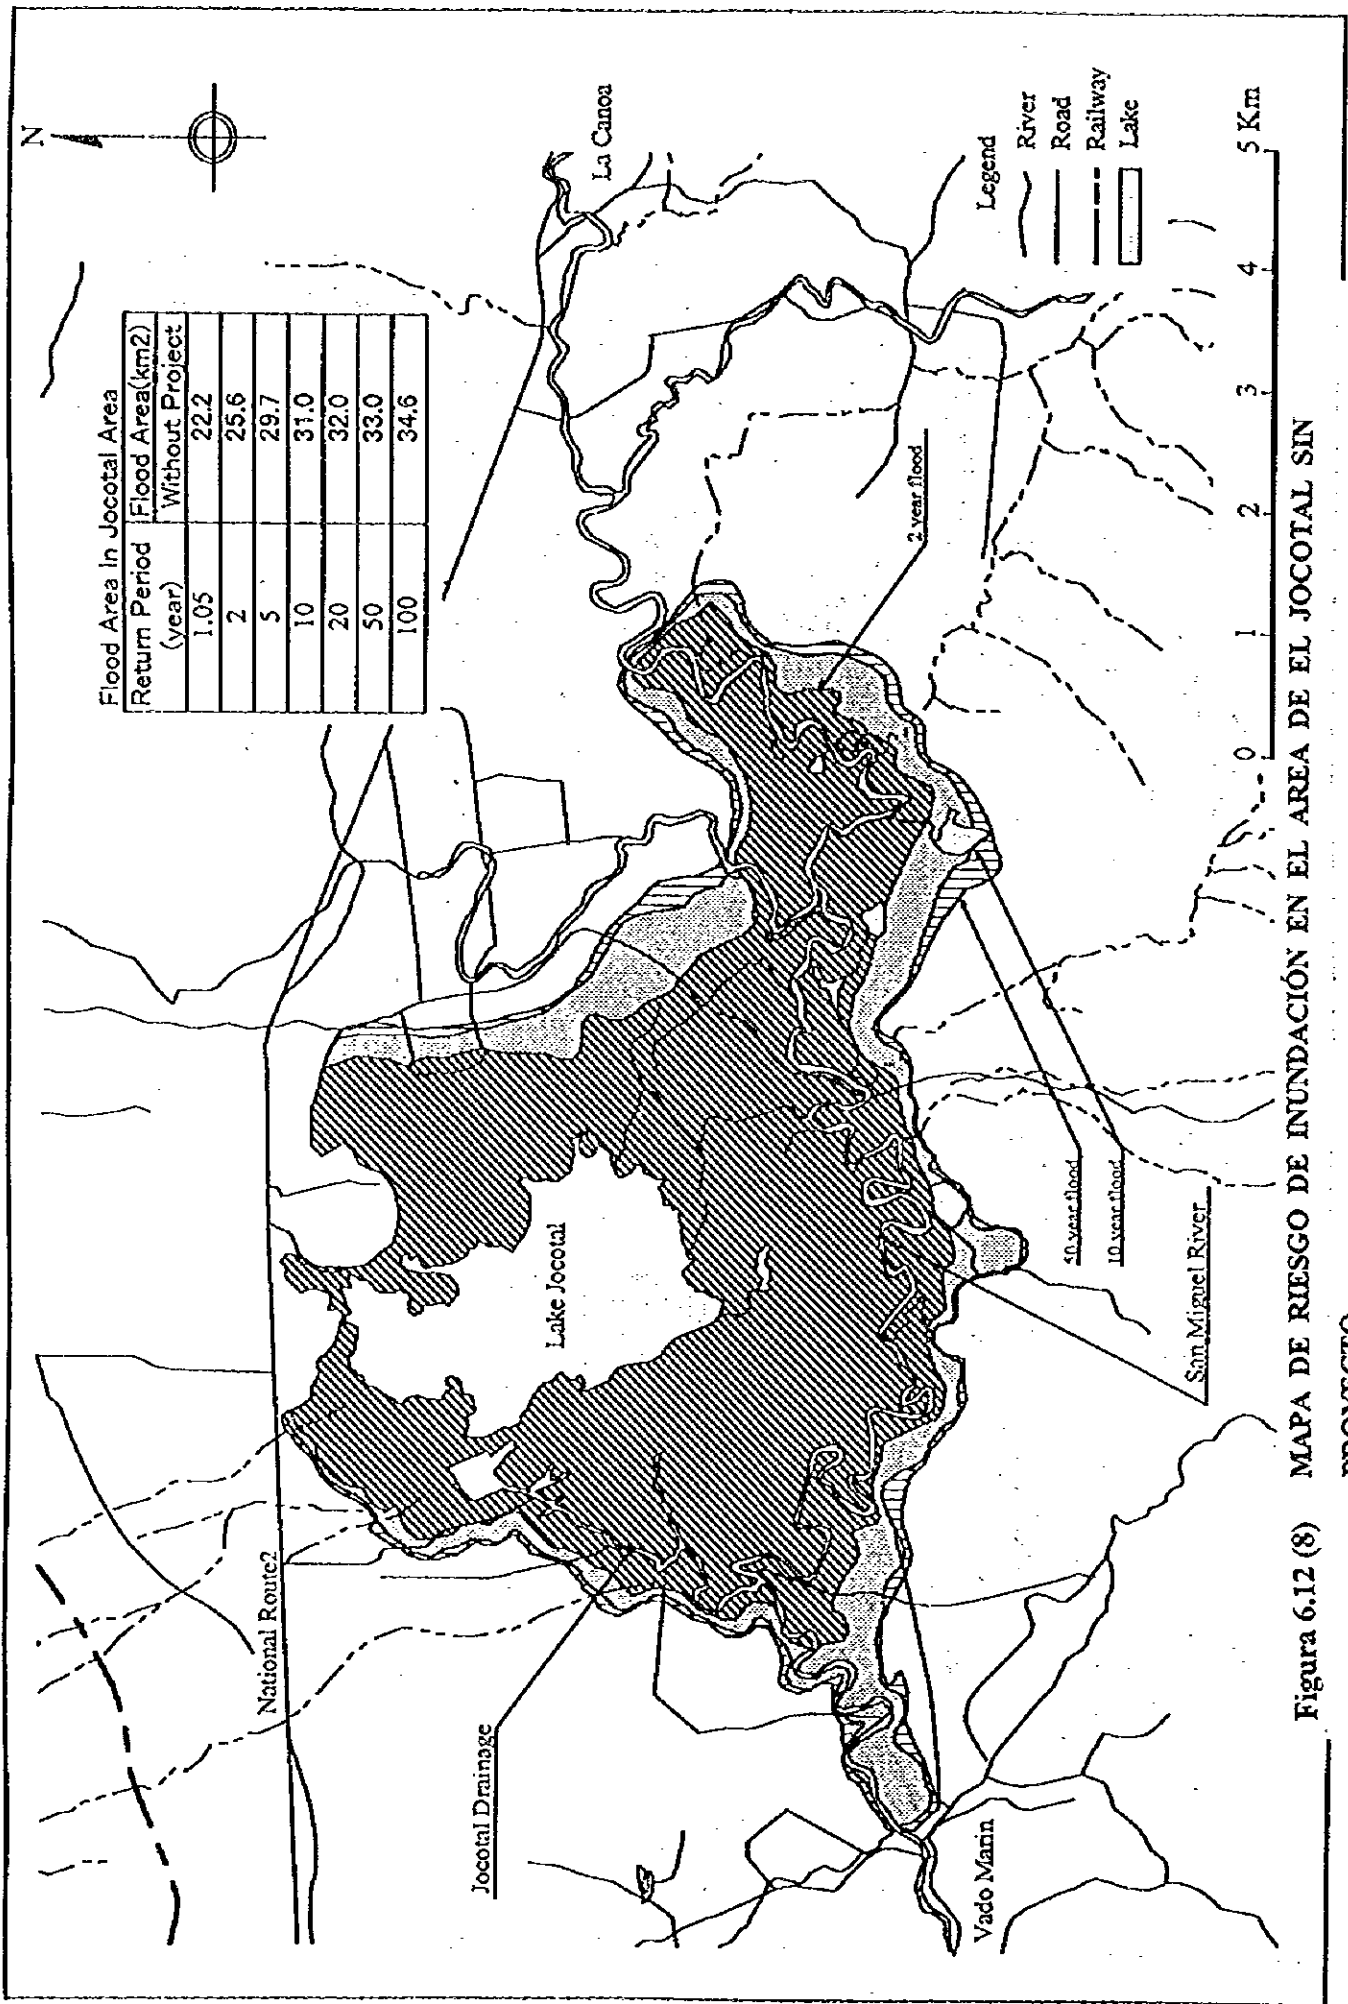 N
Flood Area In Jocotal Area
Return Period Flood Area(km2)
(year) Without Project
1.05 22.2
2 25.6
5 29.7
10 31.0
20 32.0
50 33.0
100 34.6
La Canoa
National Route2
Lake Jocotal
Jocotal Drainage
2 year flood
Legend
River
Road
Railway
Lake
Vado Marin
50 year flood
10 year flood
San Miguel River
0 1 2 3 4 5 Km
Figura 6.12 (8) MAPA DE RIESGO DE INUNDACIÓN EN EL AREA DE EL JOCOTAL SIN
PROYECTO